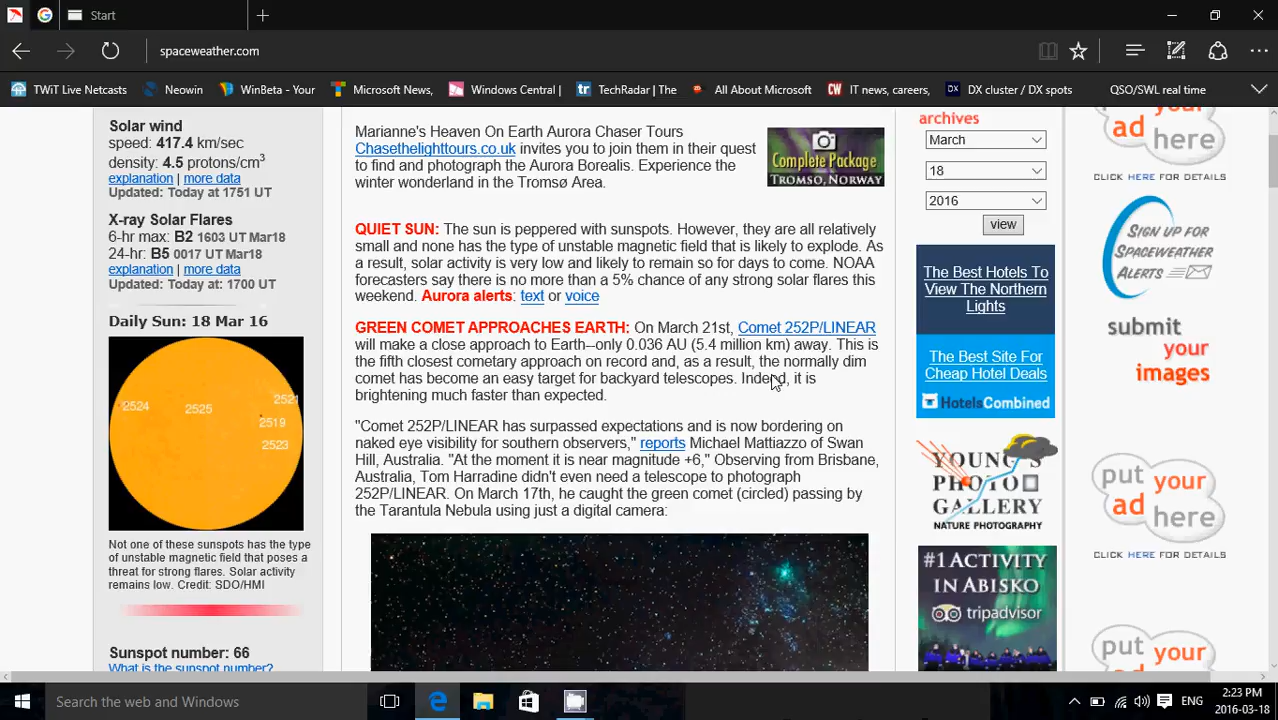 Start
spaceweather.com
TWiT Live Netcasts
Neowin
WinBeta - Your
Microsoft News,
Windows Central |
TechRadar | The
All About Microsoft
IT news, careers,
DX cluster / DX spots
QSO/SWL real time
Solar wind
speed: 417.4 km/sec
density: 4.5 protons/cm3
explanation | more data
Updated: Today at 1751 UT
X-ray Solar Flares
6-hr max: B2 1603 UT Mar18
24-hr: B5 0017 UT Mar18
explanation | more data
Updated: Today at: 1700 UT
Daily Sun: 18 Mar 16
2524
2525
2521
2519
2523
Not one of these sunspots has the type
of unstable magnetic field that poses a
threat for strong flares. Solar activity
remains low. Credit: SDO/HMI
Sunspot number: 66
What is the sunspot number?
Marianne's Heaven On Earth Aurora Chaser Tours
Chasethelighttours.co.uk invites you to join them in their quest
to find and photograph the Aurora Borealis. Experience the
winter wonderland in the Tromsø Area.
Complete Package
TROMSO, NORWAY
QUIET SUN: The sun is peppered with sunspots. However, they are all relatively
small and none has the type of unstable magnetic field that is likely to explode. As
a result, solar activity is very low and likely to remain so for days to come. NOAA
forecasters say there is no more than a 5% chance of any strong solar flares this
weekend. Aurora alerts: text or voice
GREEN COMET APPROACHES EARTH: On March 21st, Comet 252P/LINEAR
will make a close approach to Earth--only 0.036 AU (5.4 million km) away. This is
the fifth closest cometary approach on record and, as a result, the normally dim
comet has become an easy target for backyard telescopes. Indeed, it is
brightening much faster than expected.
"Comet 252P/LINEAR has surpassed expectations and is now bordering on
naked eye visibility for southern observers," reports Michael Mattiazzo of Swan
Hill, Australia. "At the moment it is near magnitude +6," Observing from Brisbane,
Australia, Tom Harradine didn't even need a telescope to photograph
252P/LINEAR. On March 17th, he caught the green comet (circled) passing by
the Tarantula Nebula using just a digital camera:
archives
March
18
2016
view
The Best Hotels To
View The Northern
Lights
The Best Site For
Cheap Hotel Deals
HotelsCombined
YOUNG'S
PHOTO
GALLERY
NATURE PHOTOGRAPHY
#1 ACTIVITY
IN ABISKO
tripadvisor
put your
ad here
CLICK HERE FOR DETAILS
SIGN UP FOR
SPACEWEATHER
ALERTS
submit
your
images
put your
ad here
CLICK HERE FOR DETAILS
put your
Search the web and Windows
ENG
2:23 PM
2016-03-18